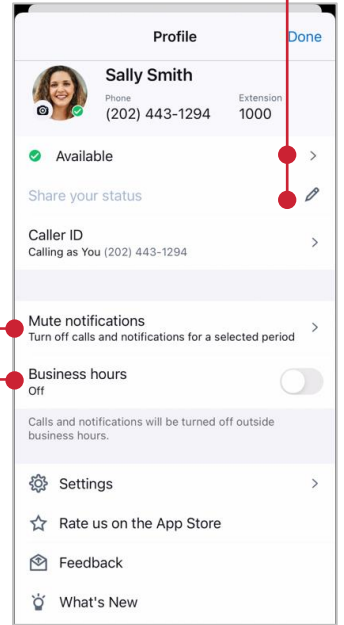 Profile
Done
Sally Smith
Phone
Extension
(202) 443-1294
1000
Available
Share your status
Caller ID
Calling as You (202) 443-1294
Mute notifications
Turn off calls and notifications for a selected period
Business hours
Off
Calls and notifications will be turned off outside
business hours.
Settings
Rate us on the App Store
Feedback
What's New